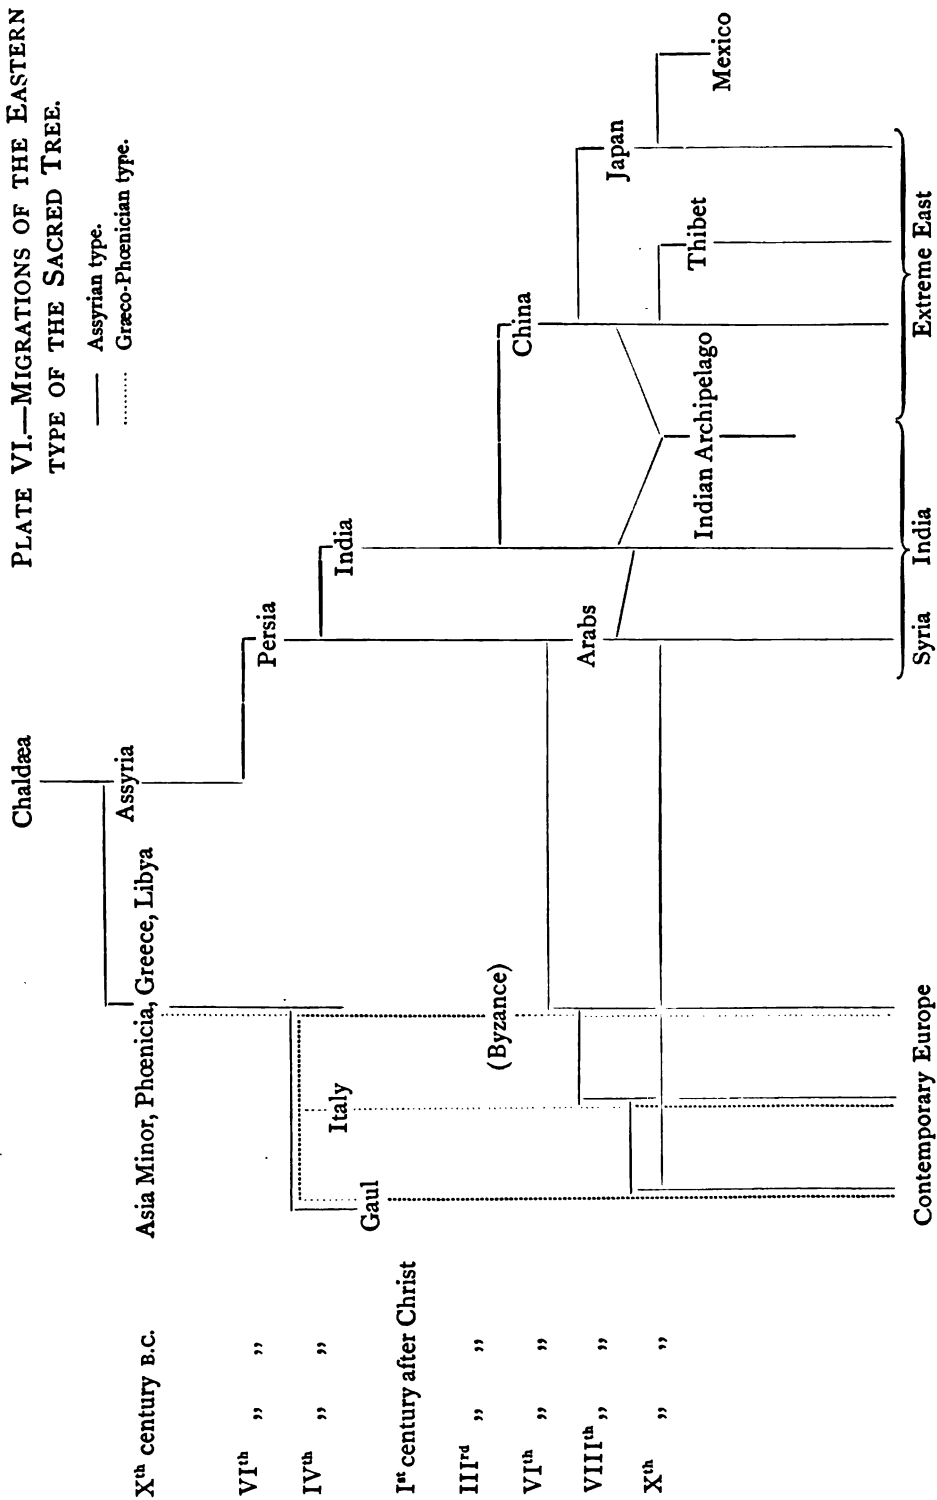 PLATE VI.—MIGRATIONS OF THE EASTERN
TYPE OF THE SACRED TREE.
Assyrian type.
Græco-Phœnician type.
Chaldæa
Xth century B.C.
Asia Minor, Phœnicia, Greece, Libya
Assyria
VIth „ „
Persia
IVth „ „
Italy
India
Gaul
Ist century after Christ
IIIrd „ „
(Byzance)
China
VIth „ „
VIIIth „ „
Arabs
Japan
Xth „ „
Indian Archipelago
Thibet
Mexico
Contemporary Europe
Syria
India
Extreme East